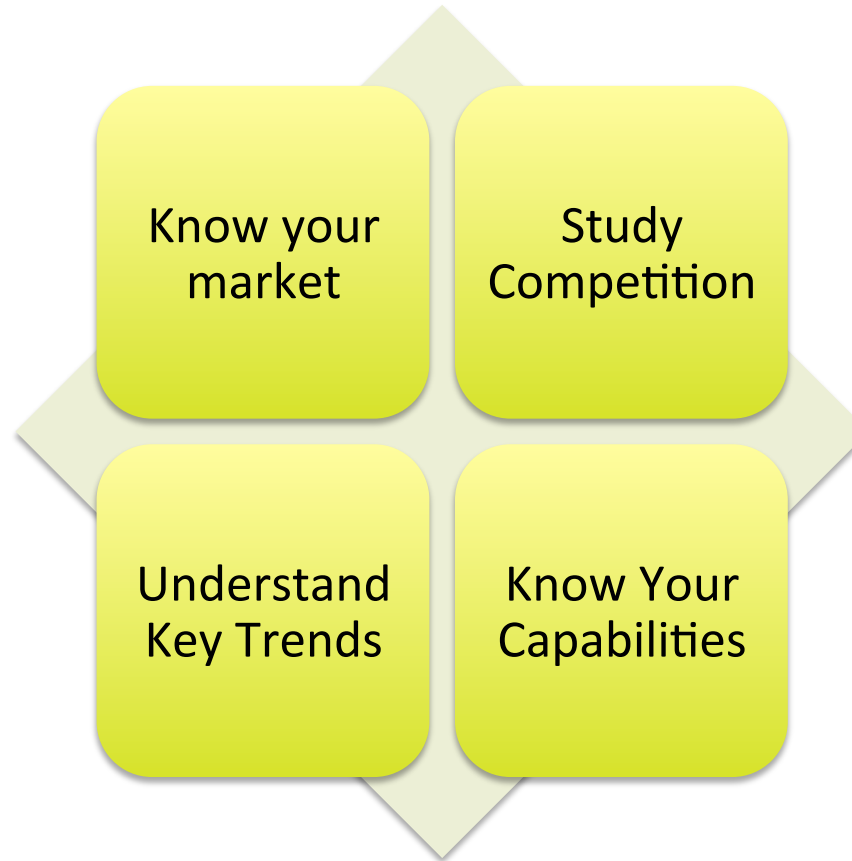 Know your
market
Study
Competition
Understand
Key Trends
Know Your
Capabilities